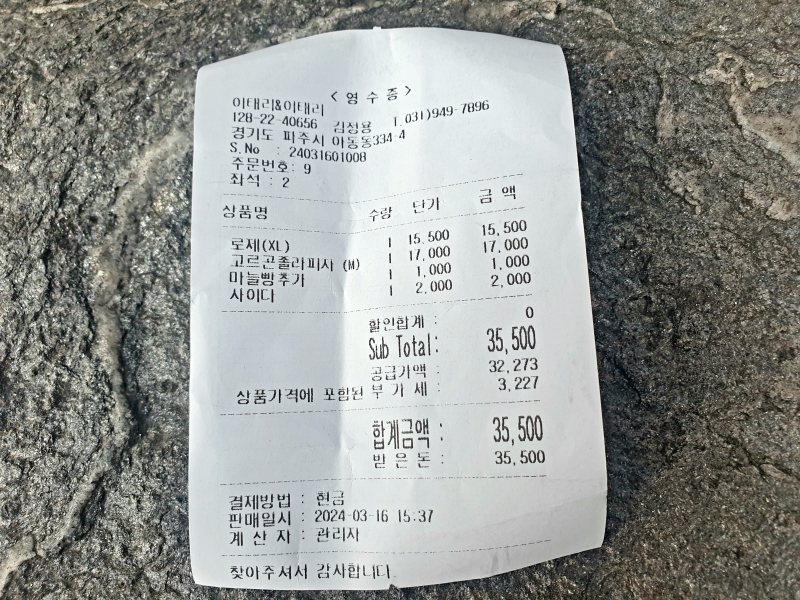 < 영 수 증 >
이태리&이태리
128-22-40656 김정용 T.031)949-7896
경기도 파주시 아동동334-4
S.No : 24031601008
주문번호: 9
좌석 : 2
상품명 수량 단가 금 액
로제(XL) 1 15,500 15,500
고르곤졸라피자 (M) 1 17,000 17,000
마늘빵추가 1 1,000 1,000
사이다 1 2,000 2,000
할인합계 : 0
Sub Total: 35,500
공급가액 : 32,273
상품가격에 포함된 부 가 세 : 3,227
합계금액 : 35,500
받 은 돈 : 35,500
결제방법 : 현금
판매일시 : 2024-03-16 15:37
계 산 자 : 관리자
찾아주셔서 감사합니다.